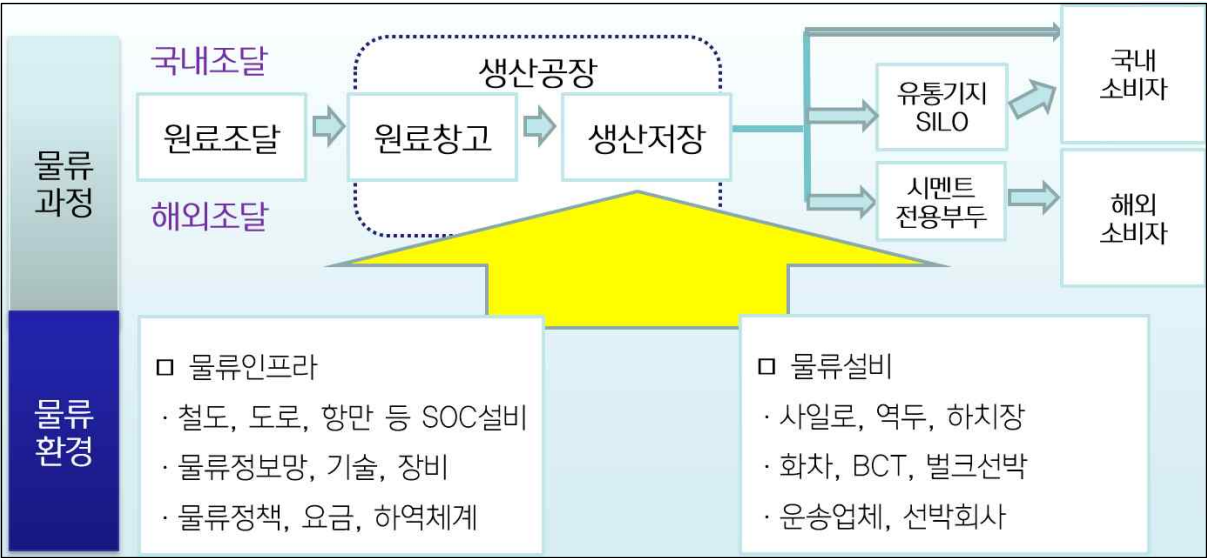 물류
과정
국내조달
원료조달
해외조달
생산공장
원료창고
생산저장
유통기지
SILO
시멘트
전용부두
국내
소비자
해외
소비자
물류
환경
□ 물류인프라
· 철도, 도로, 항만 등 SOC설비
· 물류정보망, 기술, 장비
· 물류정책, 요금, 하역체계
□ 물류설비
· 사일로, 역두, 하치장
· 화차, BCT, 벌크선박
· 운송업체, 선박회사